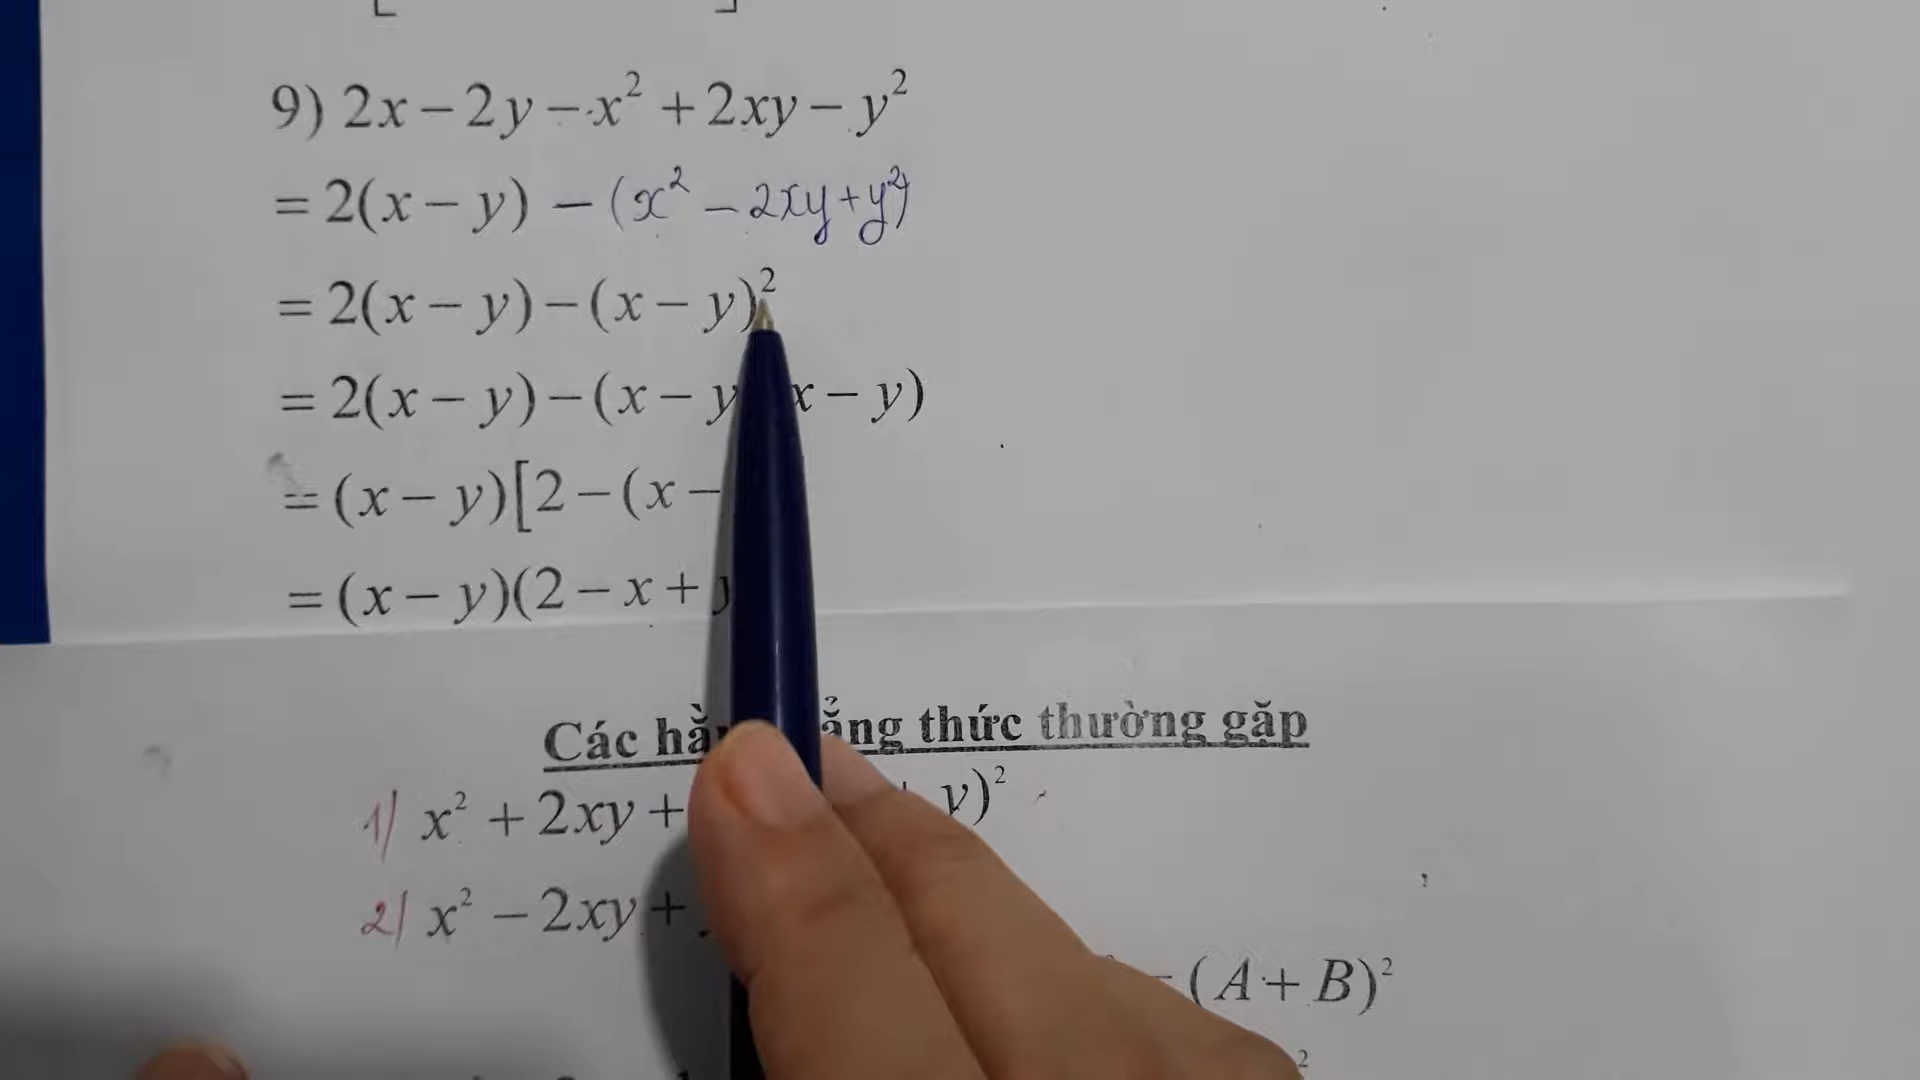 9) 2x − 2y − x² + 2xy − y²
= 2(x − y) − (x² − 2xy + y²)
= 2(x − y) − (x − y)²
= 2(x − y) − (x − y x − y)
= (x − y)[2 − (x −
= (x − y)(2 − x +
Các thức thường gặp
1) x² + 2xy + y)²
2) x² − 2xy +
(A + B)²